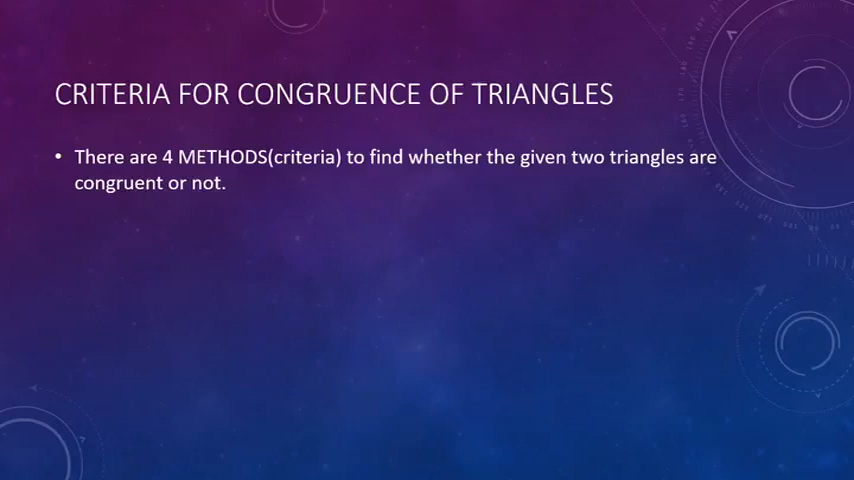 CRITERIA FOR CONGRUENCE OF TRIANGLES
• There are 4 METHODS(criteria) to find whether the given two triangles are
congruent or not.